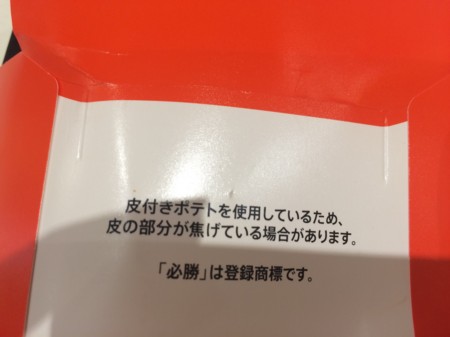 皮付きポテトを使用しているため、
皮の部分が焦げている場合があります。
「必勝」は登録商標です。